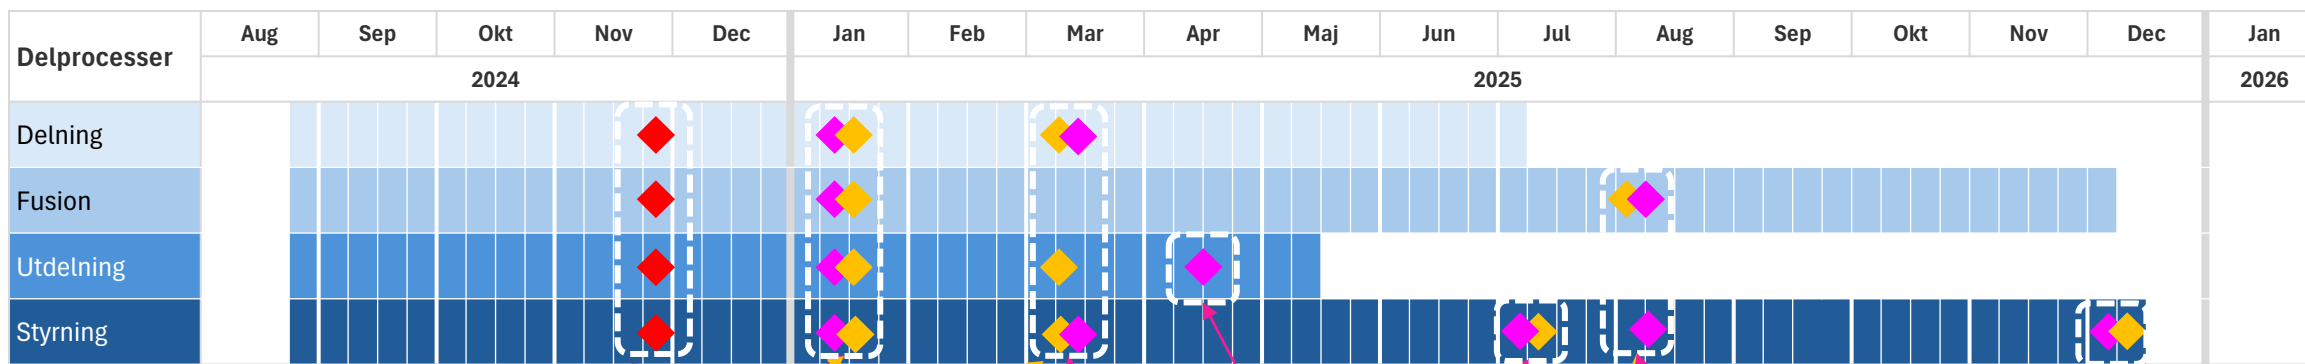 Delprocesser
Aug Sep Okt Nov Dec Jan Feb Mar Apr Maj Jun Jul Aug Sep Okt Nov Dec Jan
2024 2025 2026
Delning
Fusion
Utdelning
Styrning